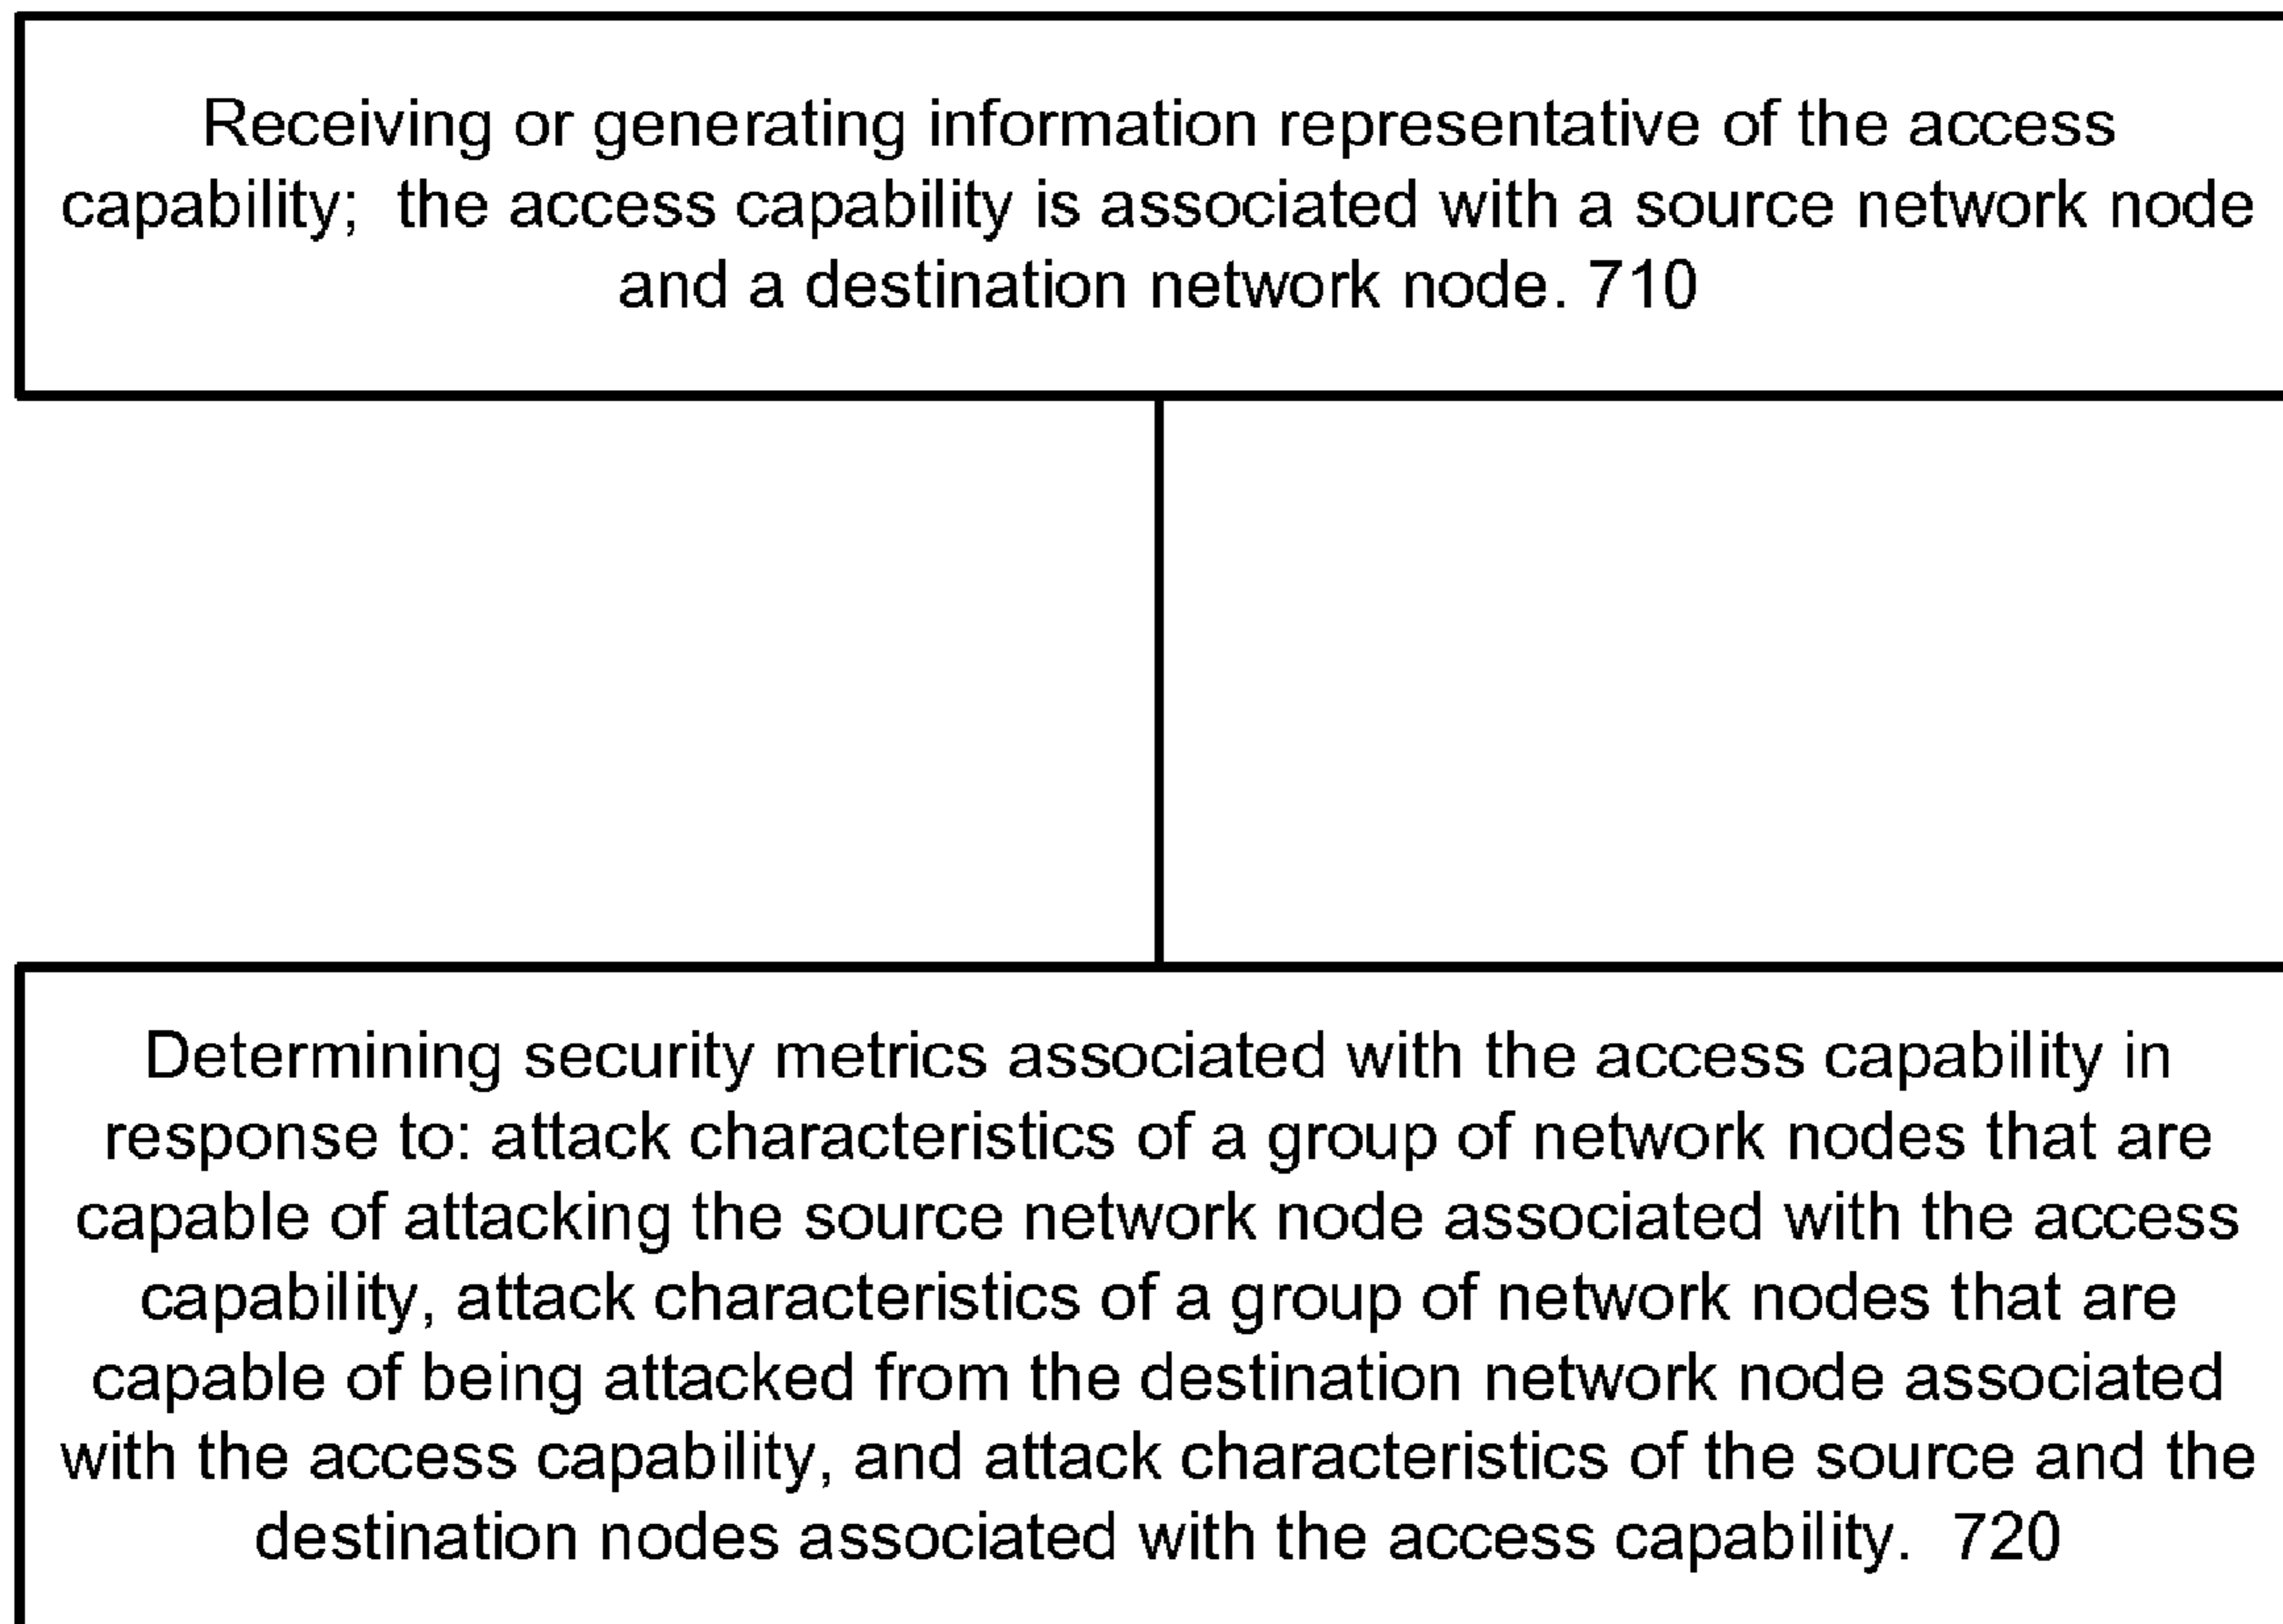 Receiving or generating information representative of the access
capability;  the access capability is associated with a source network node
and a destination network node. 710
Determining security metrics associated with the access capability in
response to: attack characteristics of a group of network nodes that are
capable of attacking the source network node associated with the access
capability, attack characteristics of a group of network nodes that are
capable of being attacked from the destination network node associated
with the access capability, and attack characteristics of the source and the
destination nodes associated with the access capability.  720